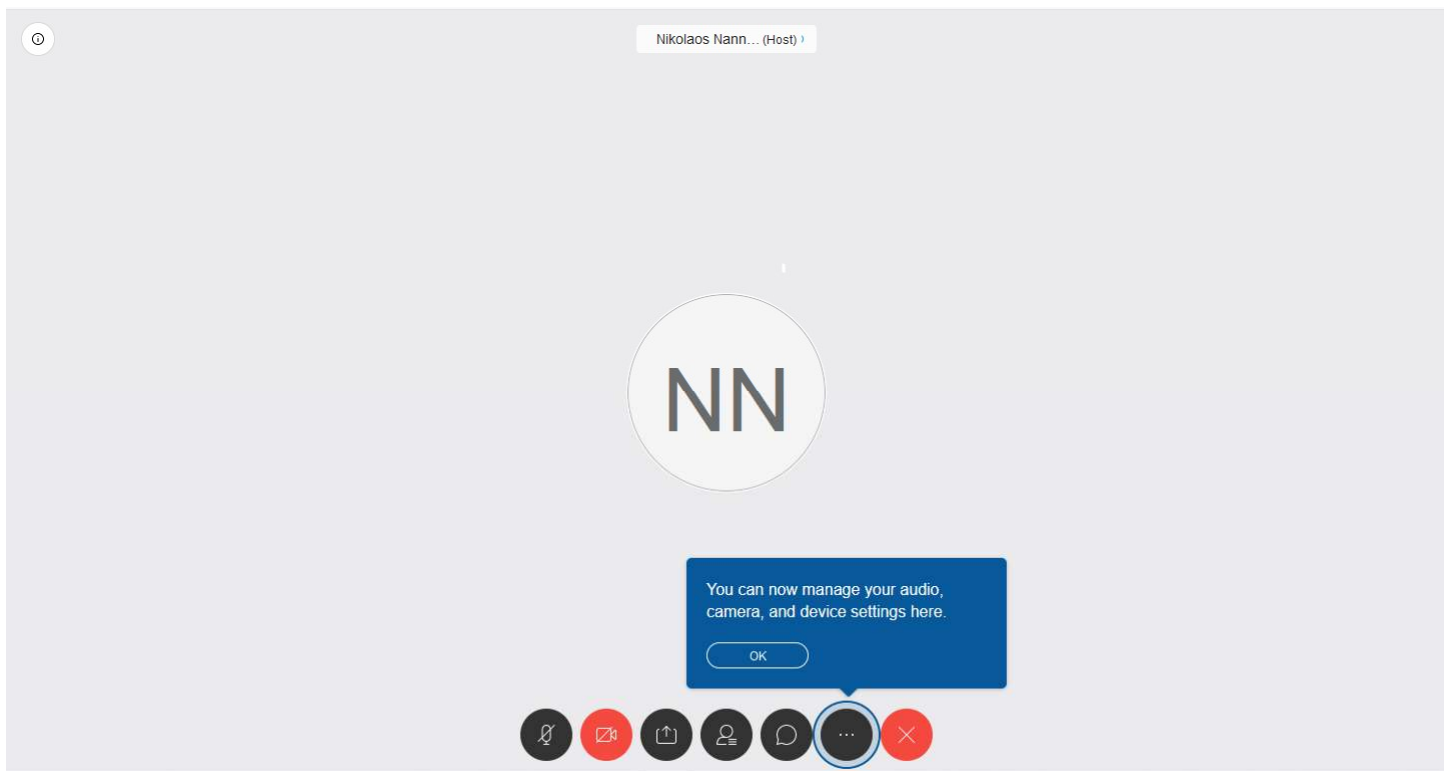 Nikolaos Nann... (Host)
NN
You can now manage your audio,
camera, and device settings here.
OK